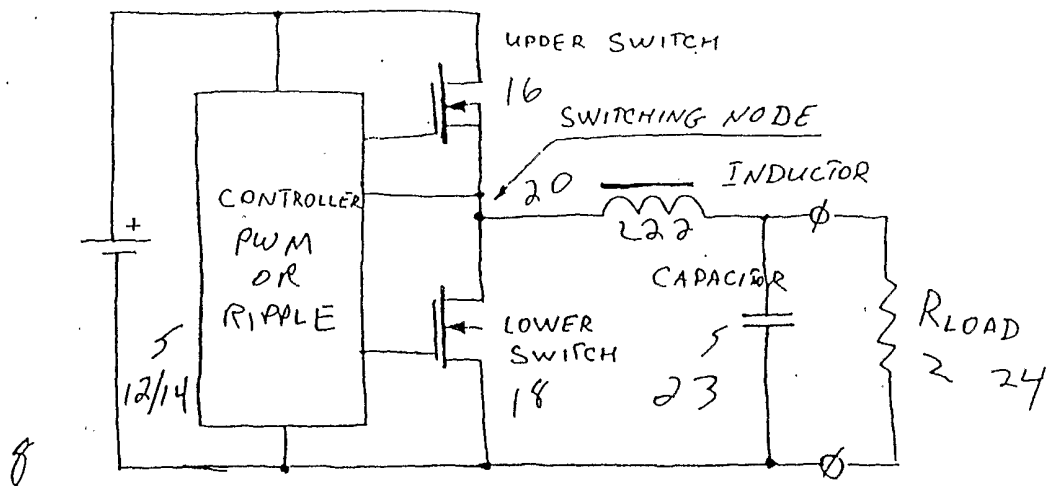 UPPER SWITCH
16
SWITCHING NODE
20
INDUCTOR
L22
+
CONTROLLER
PWM
OR
RIPPLE
12/14
LOWER
SWITCH
18
CAPACITOR
23
RLOAD
24
8